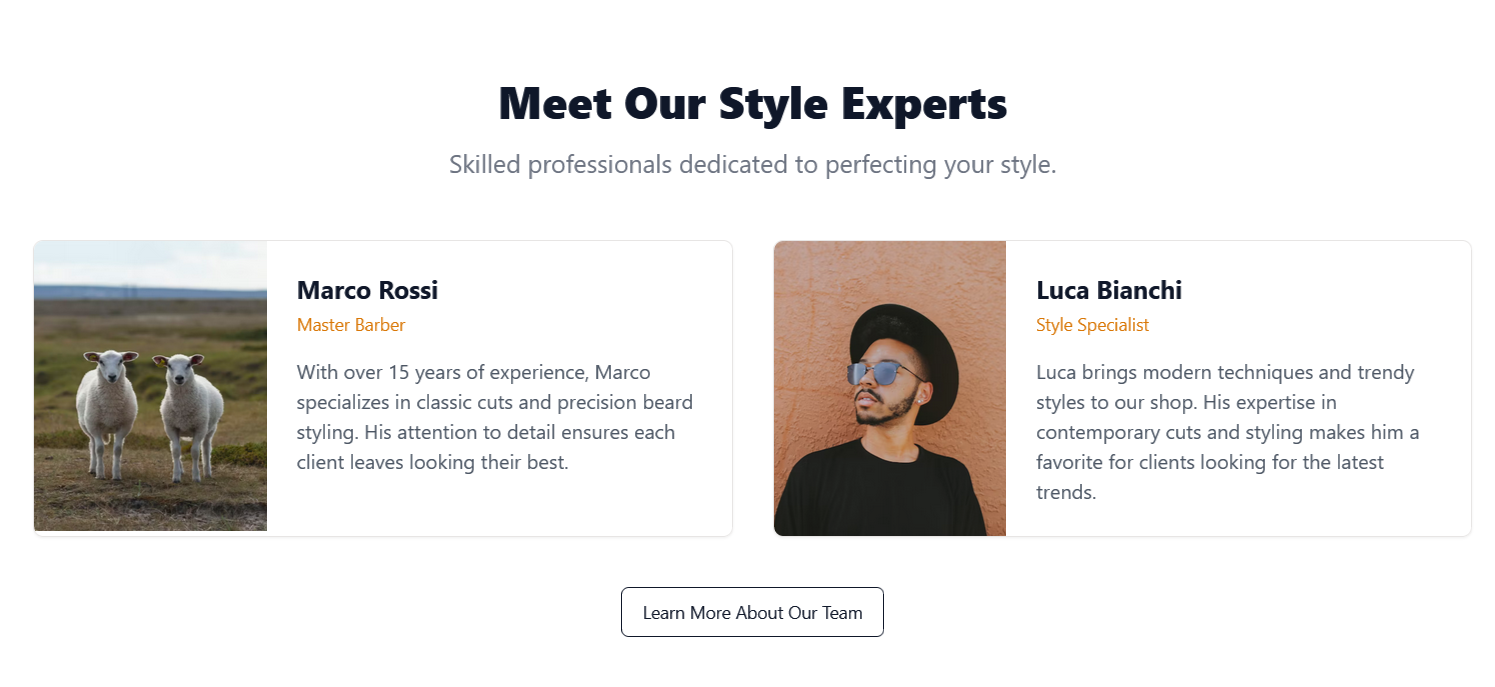 Meet Our Style Experts
Skilled professionals dedicated to perfecting your style.
Marco Rossi
Master Barber
With over 15 years of experience, Marco
specializes in classic cuts and precision beard
styling. His attention to detail ensures each
client leaves looking their best.
Luca Bianchi
Style Specialist
Luca brings modern techniques and trendy
styles to our shop. His expertise in
contemporary cuts and styling makes him a
favorite for clients looking for the latest
trends.
Learn More About Our Team